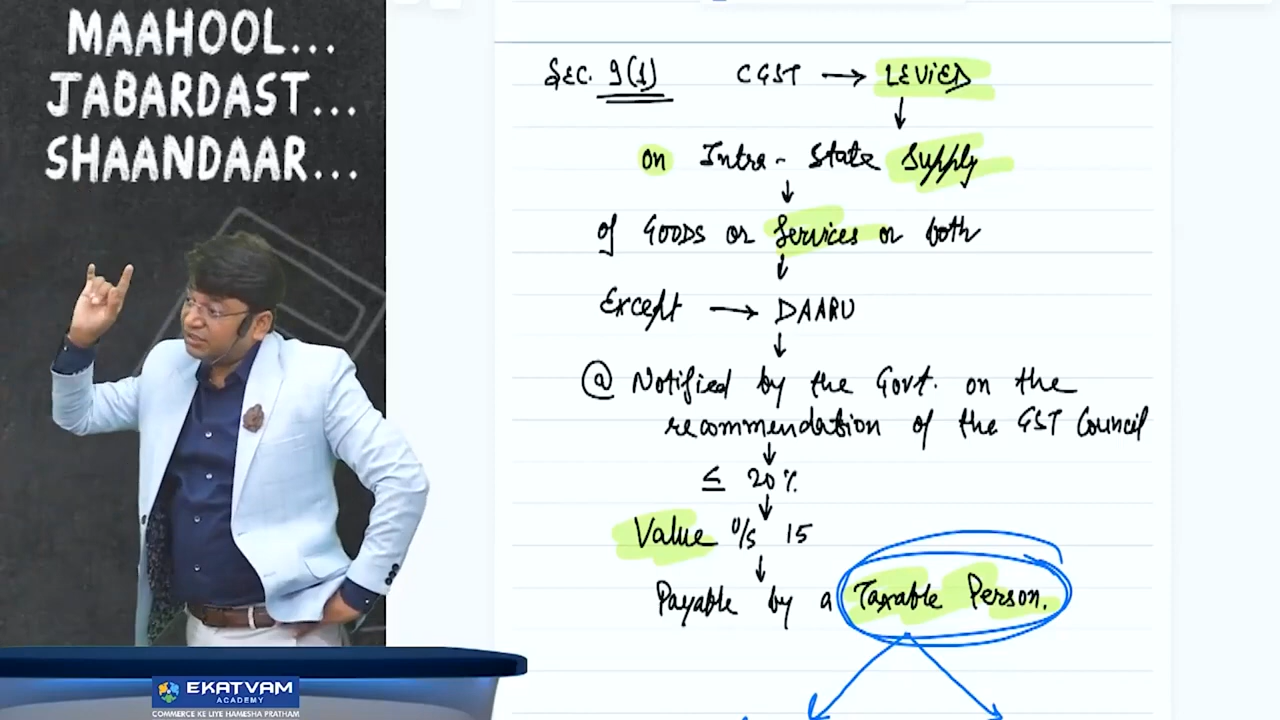 MAAHOOL...
JABARDAST...
SHAANDAAR...
EKATVAM
ACADEMY
COMMERCE KE LIYE HAMESHA PRATHAM
SEC. 9(1) CGST → LEVIED
on Intra-State Supply
of GOODS or Services or both
Except → DAARU
@ Notified by the Govt. on the
recommendation of the GST Council
≤ 20%
Value u/s 15
Payable by a Taxable Person.